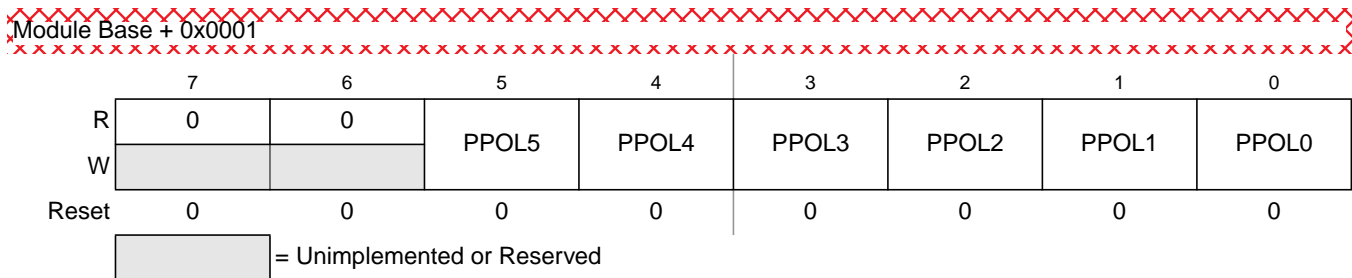 Module Base + 0x0001
7 6 5 4 3 2 1 0
R 0 0 PPOL5 PPOL4 PPOL3 PPOL2 PPOL1 PPOL0
W
Reset 0 0 0 0 0 0 0 0
= Unimplemented or Reserved